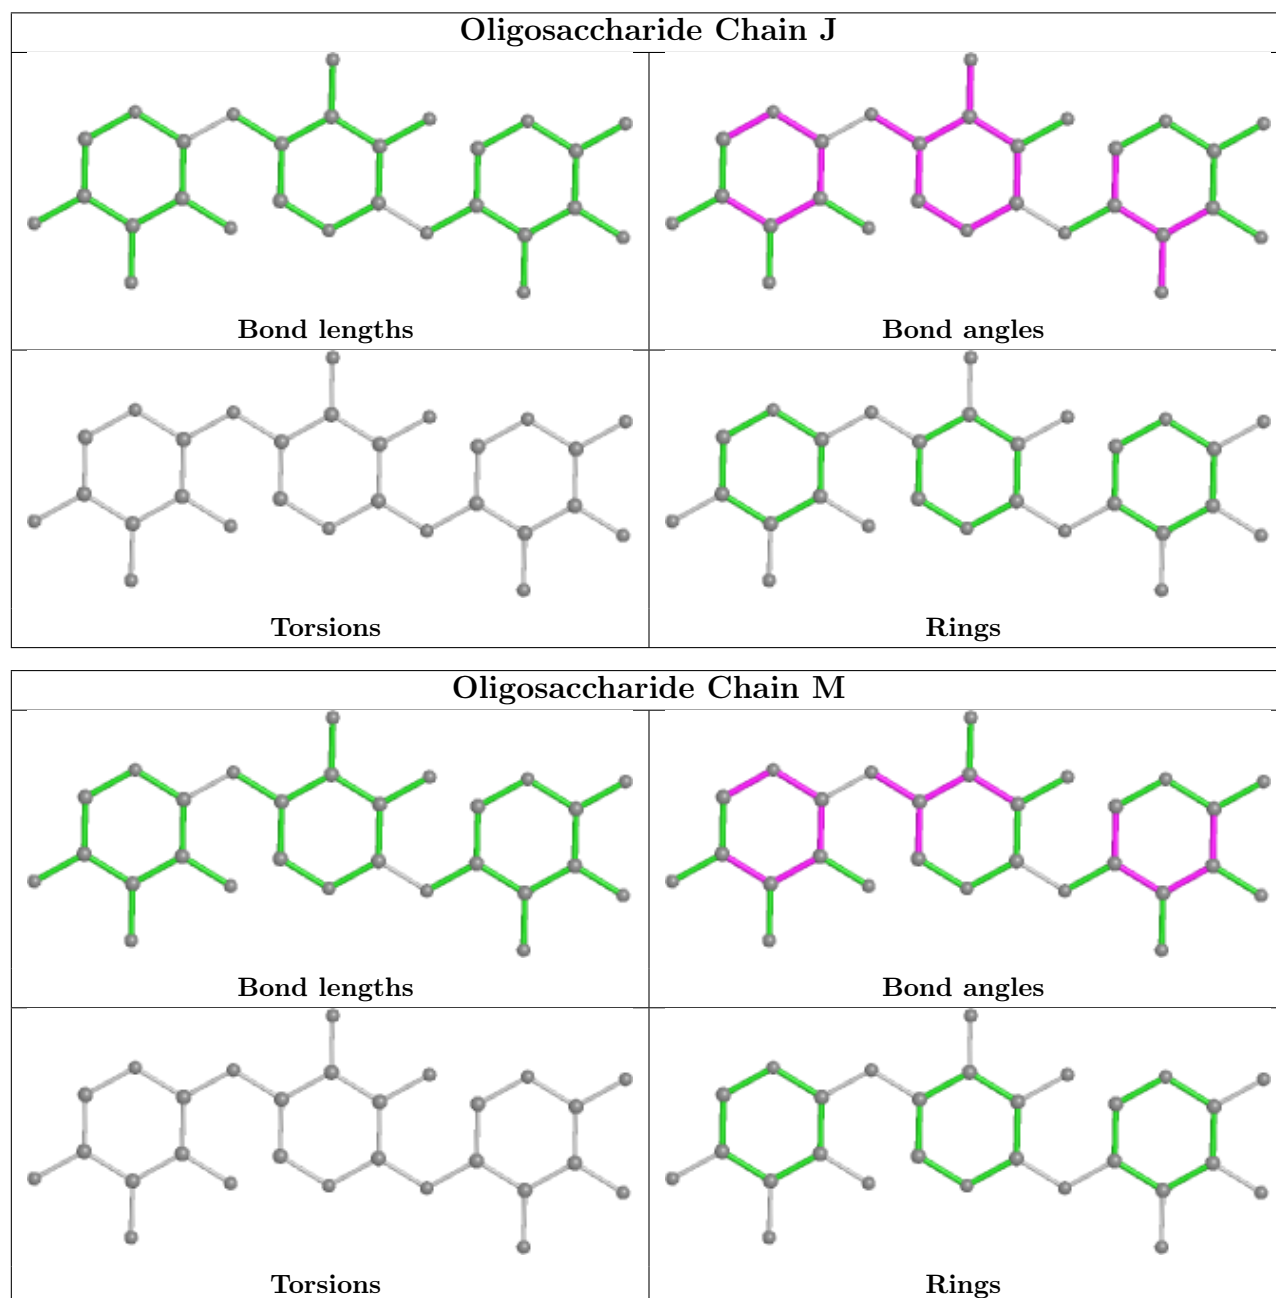 Oligosaccharide Chain J
Bond lengths
Bond angles
Torsions
Rings
Oligosaccharide Chain M
Bond lengths
Bond angles
Torsions
Rings